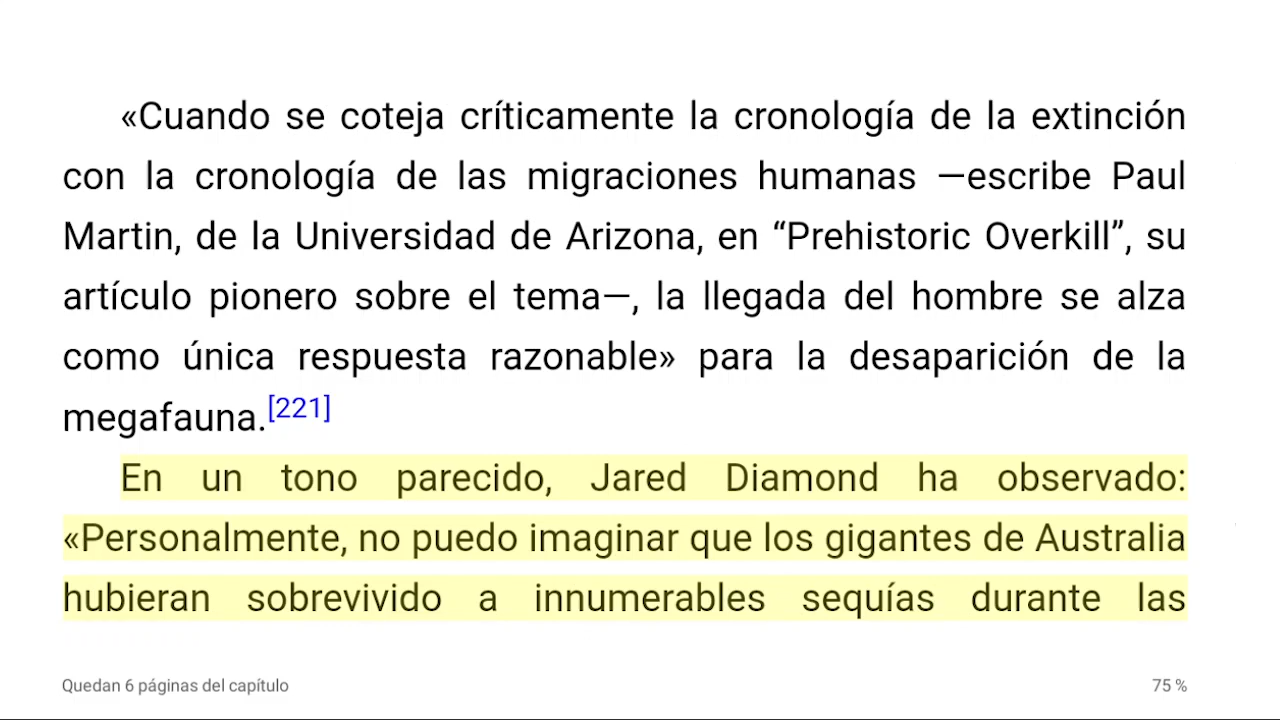 «Cuando se coteja críticamente la cronología de la extinción
con la cronología de las migraciones humanas —escribe Paul
Martin, de la Universidad de Arizona, en “Prehistoric Overkill”, su
artículo pionero sobre el tema—, la llegada del hombre se alza
como única respuesta razonable» para la desaparición de la
megafauna.[221]
En un tono parecido, Jared Diamond ha observado:
«Personalmente, no puedo imaginar que los gigantes de Australia
hubieran sobrevivido a innumerables sequías durante las
Quedan 6 páginas del capítulo
75 %